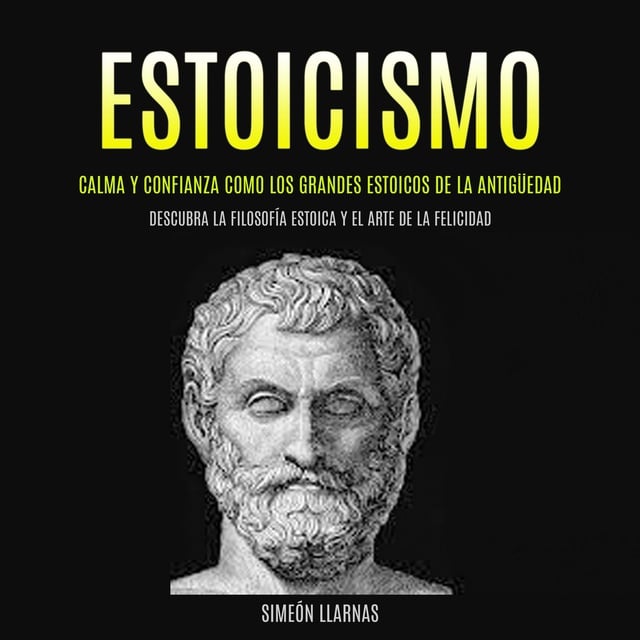 ESTOICISMO
CALMA Y CONFIANZA COMO LOS GRANDES ESTOICOS DE LA ANTIGÜEDAD
DESCUBRA LA FILOSOFÍA ESTOICA Y EL ARTE DE LA FELICIDAD
SIMEÓN LLARNAS